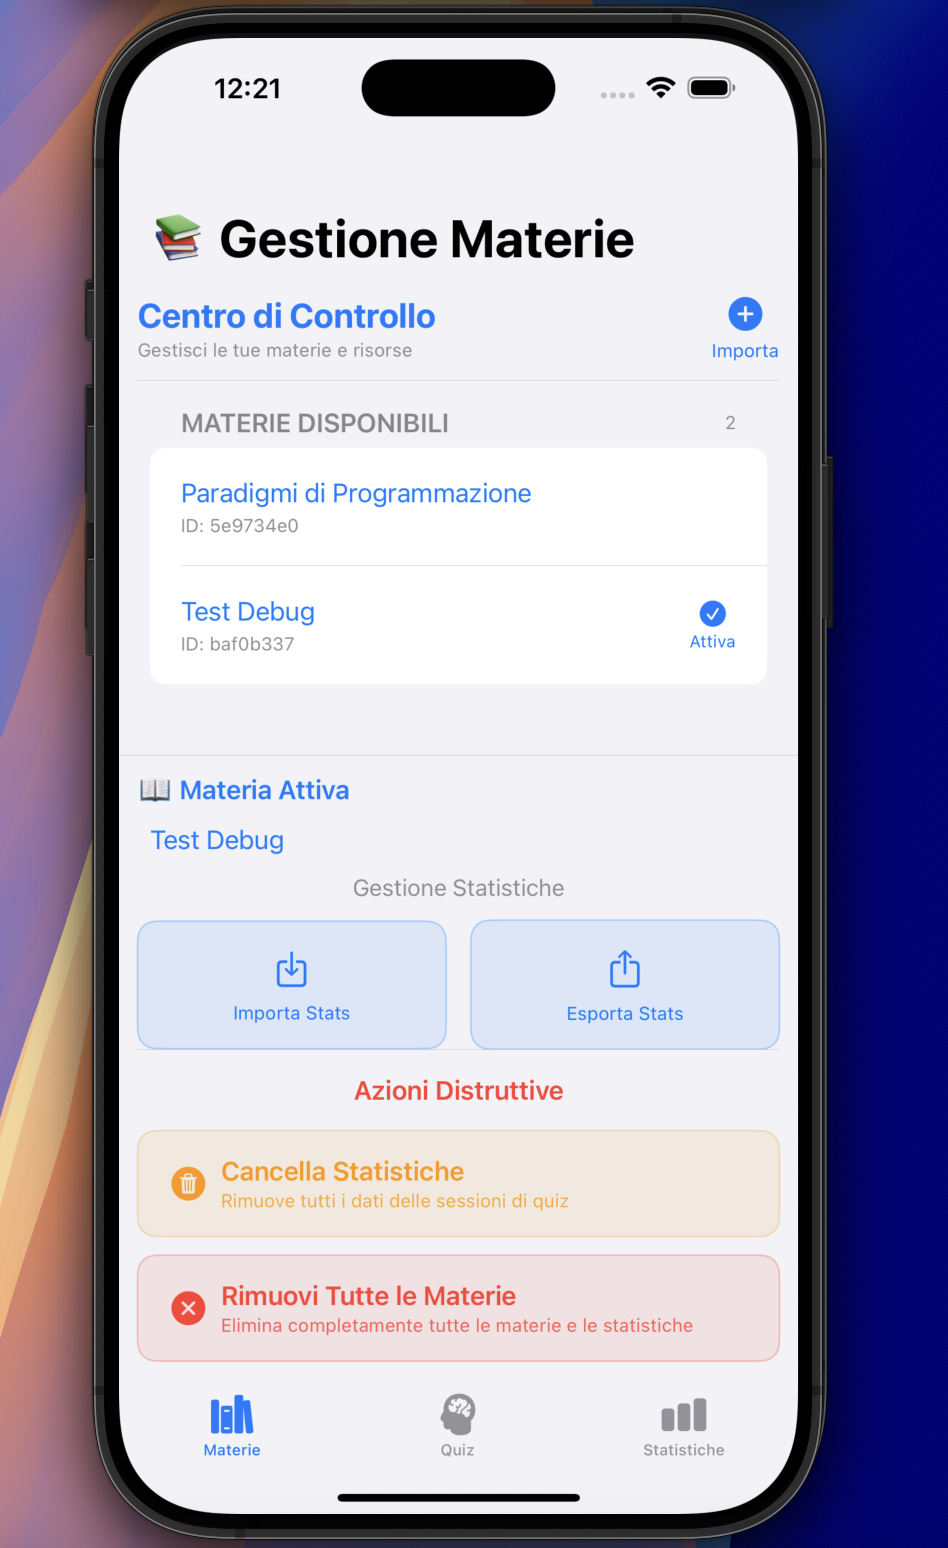 12:21
📚 Gestione Materie
Centro di Controllo
Gestisci le tue materie e risorse
Importa
MATERIE DISPONIBILI 2
Paradigmi di Programmazione
ID: 5e9734e0
Test Debug
ID: baf0b337
Attiva
📖 Materia Attiva
Test Debug
Gestione Statistiche
Importa Stats
Esporta Stats
Azioni Distruttive
Cancella Statistiche
Rimuove tutti i dati delle sessioni di quiz
Rimuovi Tutte le Materie
Elimina completamente tutte le materie e le statistiche
Materie
Quiz
Statistiche